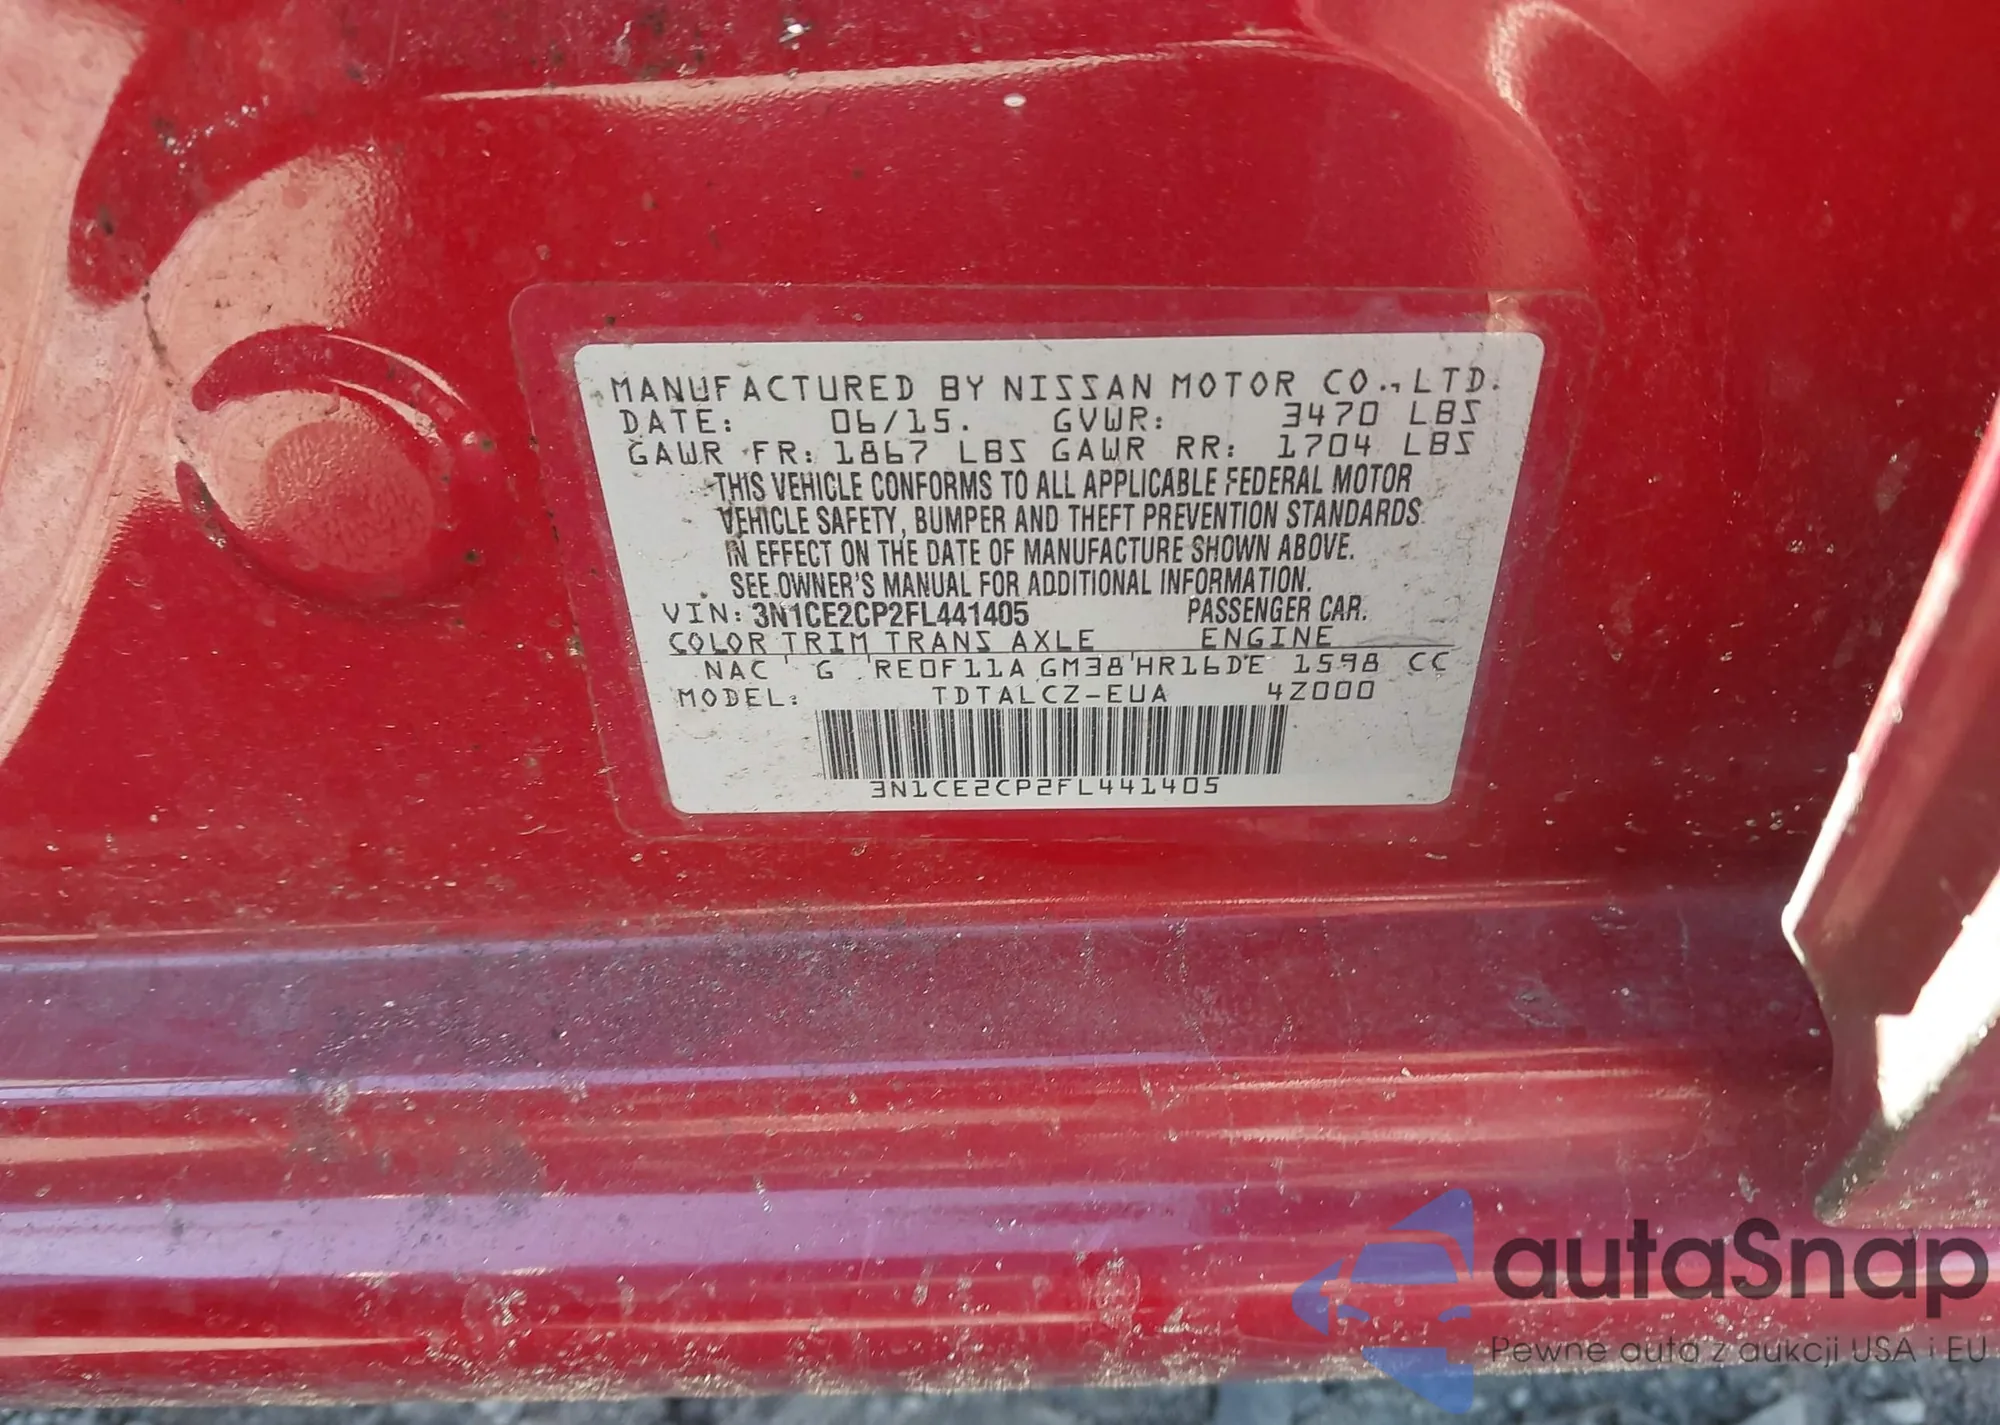 MANUFACTURED BY NISSAN MOTOR CO., LTD.
DATE: 06/15. GVWR: 3470 LBS
GAWR FR: 1867 LBS GAWR RR: 1704 LBS
THIS VEHICLE CONFORMS TO ALL APPLICABLE FEDERAL MOTOR
VEHICLE SAFETY, BUMPER AND THEFT PREVENTION STANDARDS
IN EFFECT ON THE DATE OF MANUFACTURE SHOWN ABOVE.
SEE OWNER'S MANUAL FOR ADDITIONAL INFORMATION.
VIN: 3N1CE2CP2FL441405 PASSENGER CAR.
COLOR TRIM TRANS AXLE ENGINE
NAC G RE0F11A GM38 HR16DE 1598 CC
MODEL: TDTALCZ-EUA 4Z000
3N1CE2CP2FL441405
autaSnap
Pewne auta z aukcji USA i EU